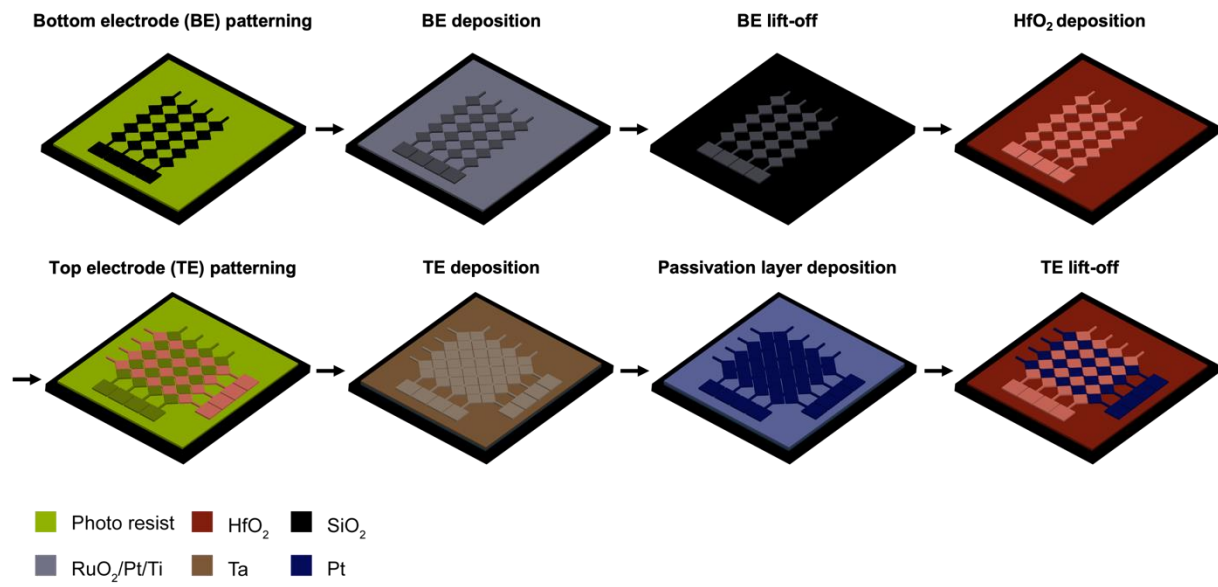 Bottom electrode (BE) patterning
BE deposition
BE lift-off
HfO₂ deposition
Top electrode (TE) patterning
TE deposition
Passivation layer deposition
TE lift-off
Photo resist
HfO₂
SiO₂
RuO₂/Pt/Ti
Ta
Pt